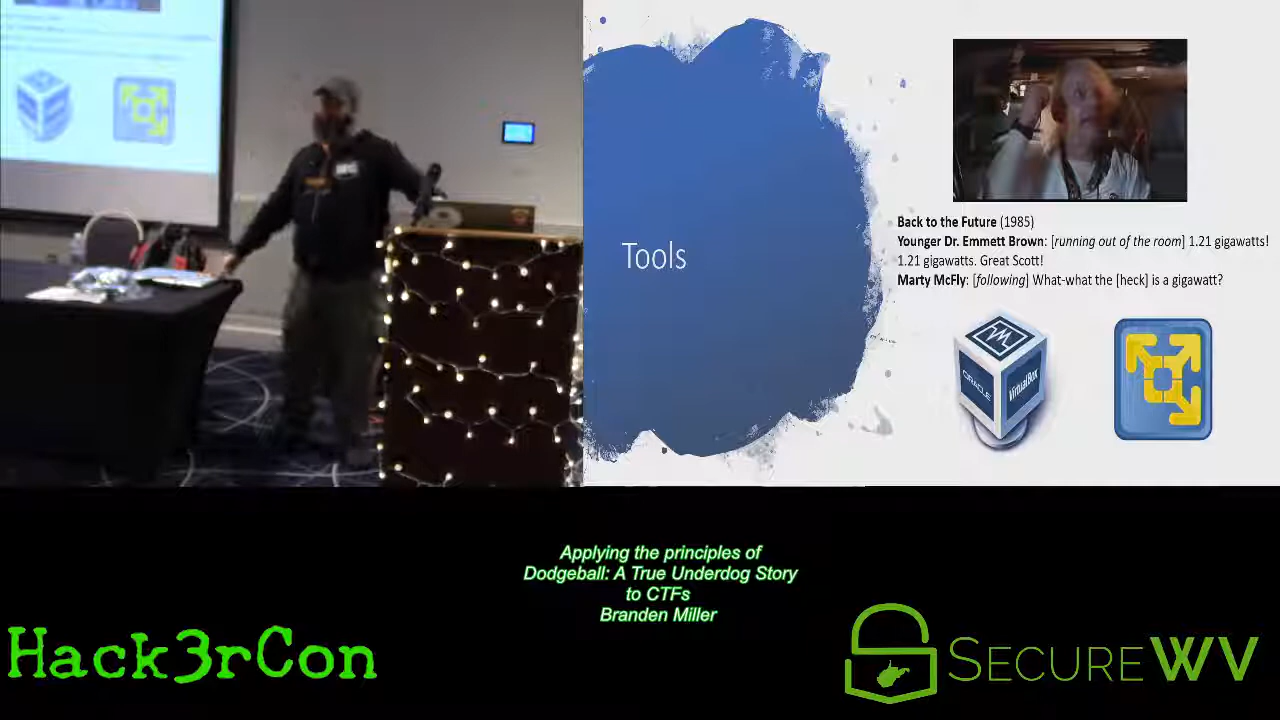 Tools
Back to the Future (1985)
Younger Dr. Emmett Brown: [running out of the room] 1.21 gigawatts!
1.21 gigawatts. Great Scott!
Marty McFly: [following] What-what the [heck] is a gigawatt?
ORACLE
VirtualBox
Applying the principles of
Dodgeball: A True Underdog Story
to CTFs
Branden Miller
Hack3rCon
SECUREWV